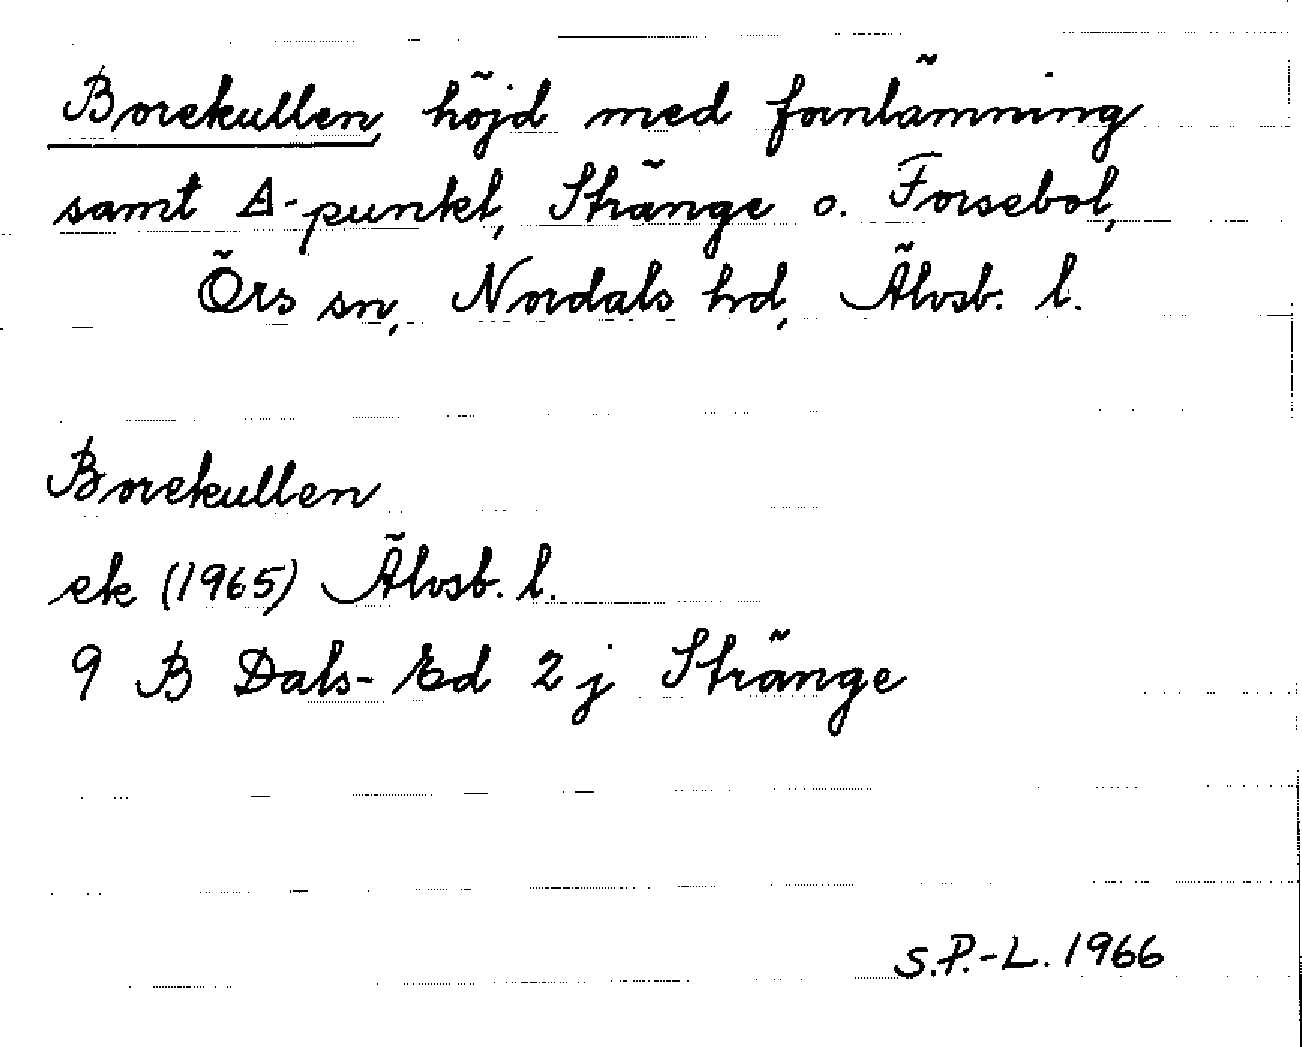 Borekullen, höjd med fornlämning
samt △-punkt, Stränge o. Forsebol,
Örs sn, Nordals hd, Älvsb. l.
Borekullen
ek (1965) Älvsb. l.
9 B Dals-Ed 2 j Stränge
S.P.-L. 1966